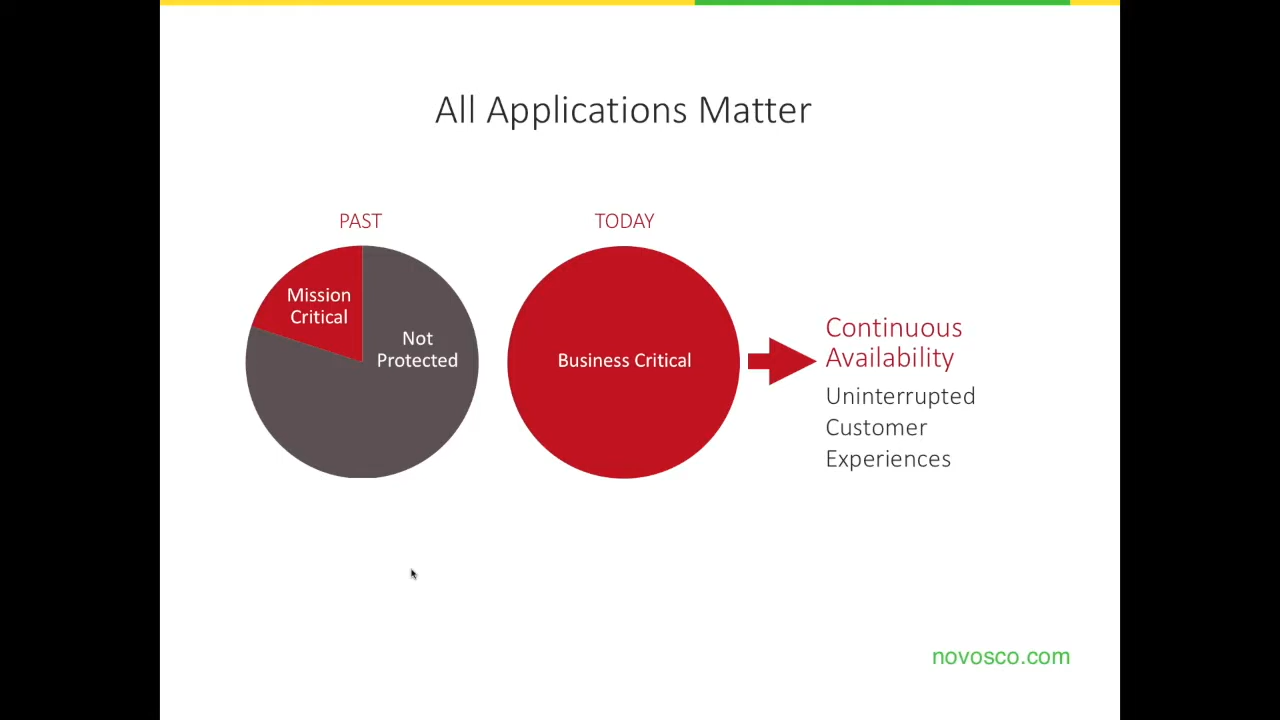 All Applications Matter
PAST
Mission
Critical
Not
Protected
TODAY
Business Critical
Continuous
Availability
Uninterrupted
Customer
Experiences
novosco.com